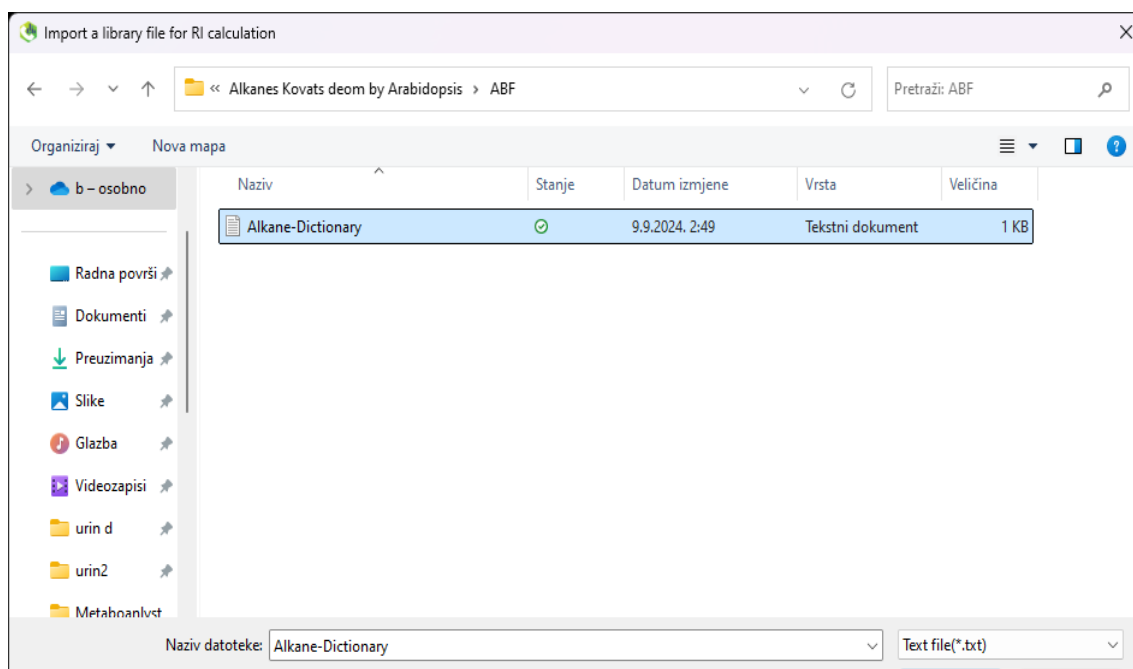 Import a library file for RI calculation
« Alkanes Kovats deom by Arabidopsis > ABF
Pretraži: ABF
Organiziraj
Nova mapa
b – osobno
Naziv Stanje Datum izmjene Vrsta Veličina
Alkane-Dictionary 9.9.2024. 2:49 Tekstni dokument 1 KB
Radna površi
Dokumenti
Preuzimanja
Slike
Glazba
Videozapisi
urin d
urin2
Metaboanlyst
Naziv datoteke: Alkane-Dictionary Text file(*.txt)